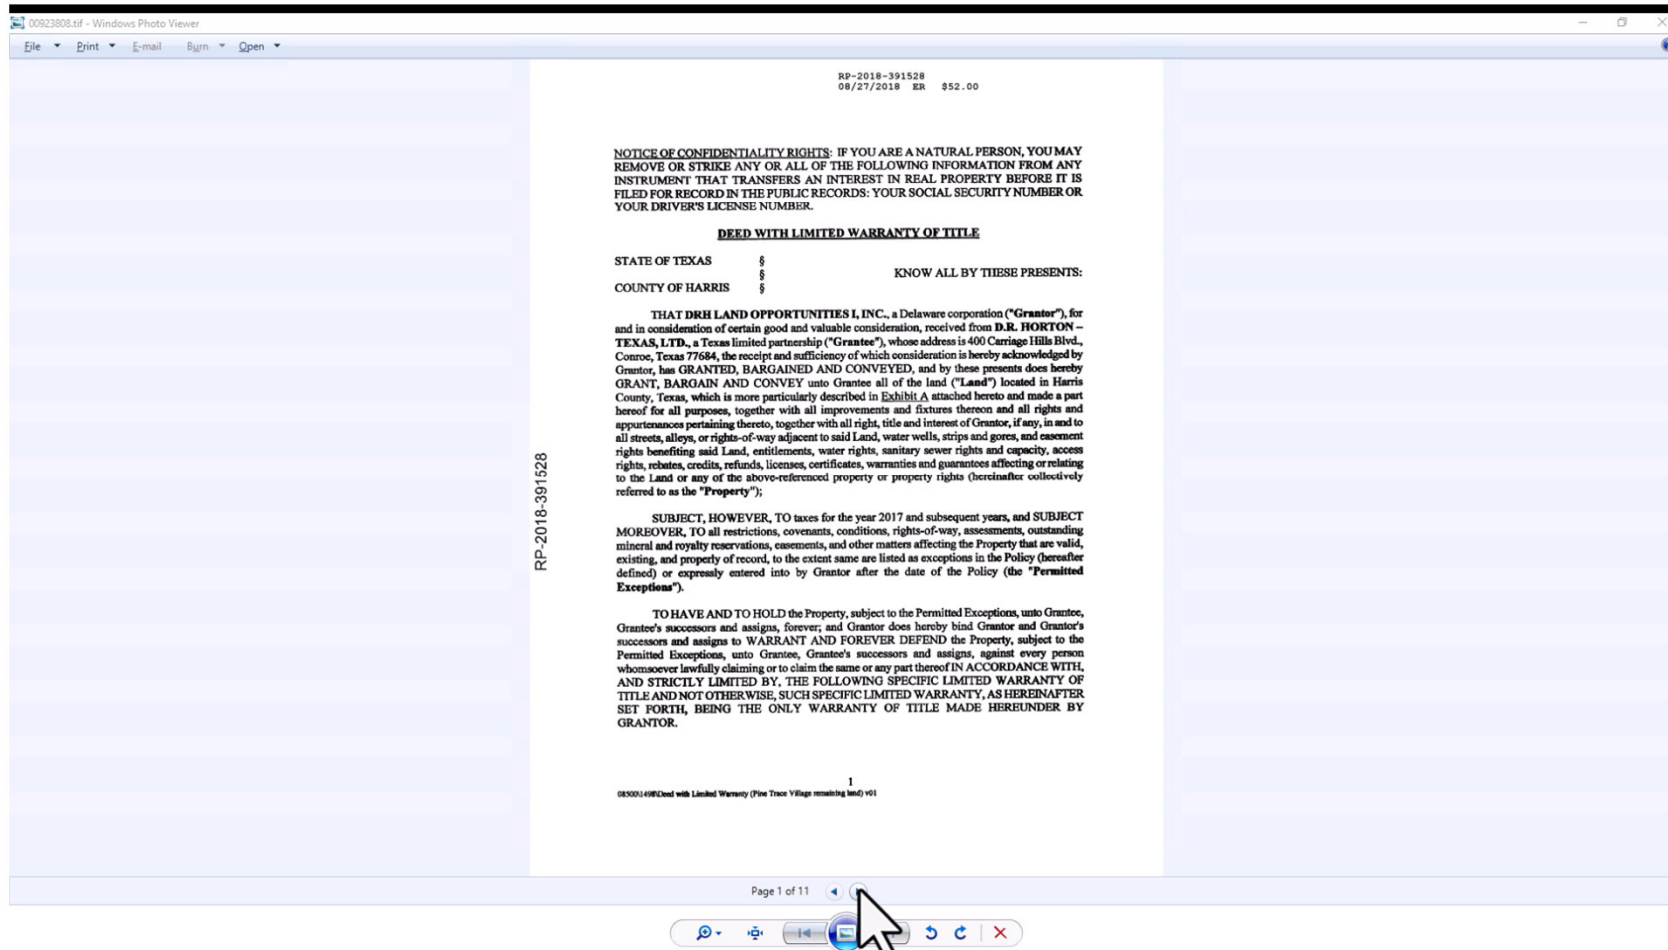 00923808.tif - Windows Photo Viewer
File Print E-mail Burn Open
RP-2018-391528
08/27/2018 ER $52.00
NOTICE OF CONFIDENTIALITY RIGHTS: IF YOU ARE A NATURAL PERSON, YOU MAY
REMOVE OR STRIKE ANY OR ALL OF THE FOLLOWING INFORMATION FROM ANY
INSTRUMENT THAT TRANSFERS AN INTEREST IN REAL PROPERTY BEFORE IT IS
FILED FOR RECORD IN THE PUBLIC RECORDS: YOUR SOCIAL SECURITY NUMBER OR
YOUR DRIVER'S LICENSE NUMBER.
DEED WITH LIMITED WARRANTY OF TITLE
STATE OF TEXAS §
§ KNOW ALL BY THESE PRESENTS:
COUNTY OF HARRIS §
THAT DRH LAND OPPORTUNITIES I, INC., a Delaware corporation ("Grantor"), for
and in consideration of certain good and valuable consideration, received from D.R. HORTON –
TEXAS, LTD., a Texas limited partnership ("Grantee"), whose address is 400 Carriage Hills Blvd.,
Conroe, Texas 77684, the receipt and sufficiency of which consideration is hereby acknowledged by
Grantor, has GRANTED, BARGAINED AND CONVEYED, and by these presents does hereby
GRANT, BARGAIN AND CONVEY unto Grantee all of the land ("Land") located in Harris
County, Texas, which is more particularly described in Exhibit A attached hereto and made a part
hereof for all purposes, together with all improvements and fixtures thereon and all rights and
appurtenances pertaining thereto, together with all right, title and interest of Grantor, if any, in and to
all streets, alleys, or rights-of-way adjacent to said Land, water wells, strips and gores, and easement
rights benefiting said Land, entitlements, water rights, sanitary sewer rights and capacity, access
rights, rebates, credits, refunds, licenses, certificates, warranties and guarantees affecting or relating
to the Land or any of the above-referenced property or property rights (hereinafter collectively
referred to as the "Property");
SUBJECT, HOWEVER, TO taxes for the year 2017 and subsequent years, and SUBJECT
MOREOVER, TO all restrictions, covenants, conditions, rights-of-way, assessments, outstanding
mineral and royalty reservations, easements, and other matters affecting the Property that are valid,
existing, and properly of record, to the extent same are listed as exceptions in the Policy (hereafter
defined) or expressly entered into by Grantor after the date of the Policy (the "Permitted
Exceptions").
TO HAVE AND TO HOLD the Property, subject to the Permitted Exceptions, unto Grantee,
Grantee's successors and assigns, forever; and Grantor does hereby bind Grantor and Grantor's
successors and assigns to WARRANT AND FOREVER DEFEND the Property, subject to the
Permitted Exceptions, unto Grantee, Grantee's successors and assigns, against every person
whomsoever lawfully claiming or to claim the same or any part thereof IN ACCORDANCE WITH,
AND STRICTLY LIMITED BY, THE FOLLOWING SPECIFIC LIMITED WARRANTY OF
TITLE AND NOT OTHERWISE, SUCH SPECIFIC LIMITED WARRANTY, AS HEREINAFTER
SET FORTH, BEING THE ONLY WARRANTY OF TITLE MADE HEREUNDER BY
GRANTOR.
RP-2018-391528
1
08500\1498\Deed with Limited Warranty (Pine Trace Village remaining land) v01
Page 1 of 11